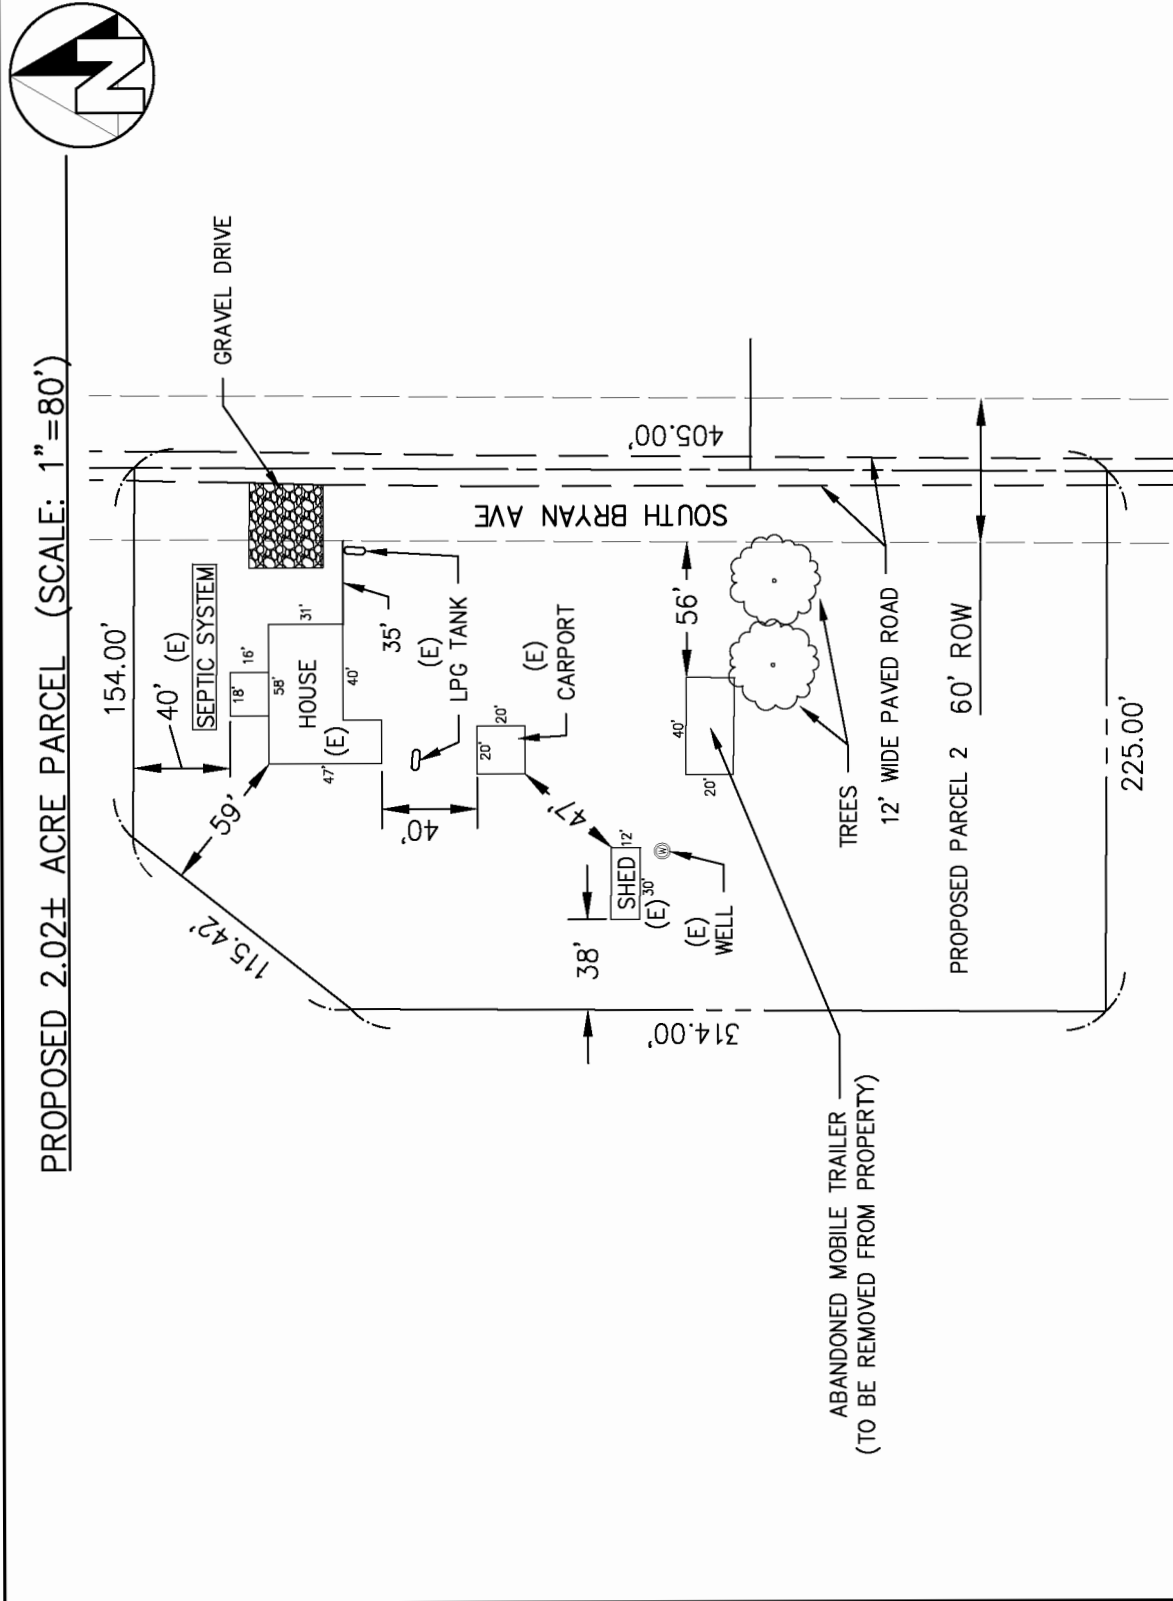 PROPOSED 2.02± ACRE PARCEL (SCALE: 1"=80')
N
GRAVEL DRIVE
154.00'
40'
(E)
SEPTIC SYSTEM
59'
115.42'
18'
16'
58'
31'
HOUSE
(E)
47'
40'
35'
(E)
LPG TANK
40'
20'
20'
(E)
CARPORT
47'
SHED
12'
30'
(E)
38'
W
(E)
WELL
314.00'
405.00'
SOUTH BRYAN AVE
56'
40'
20'
TREES
12' WIDE PAVED ROAD
PROPOSED PARCEL 2
60' ROW
225.00'
ABANDONED MOBILE TRAILER
(TO BE REMOVED FROM PROPERTY)